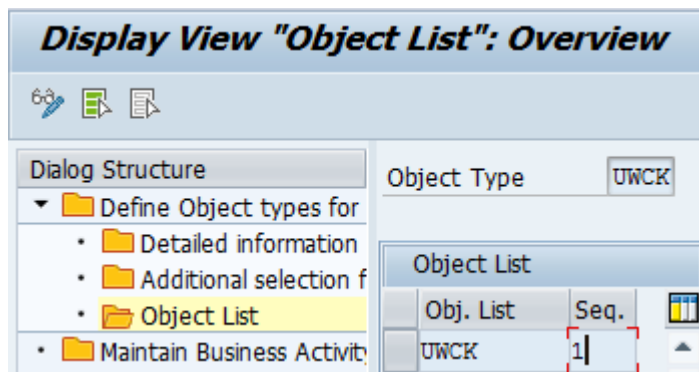 Display View "Object List": Overview
Dialog Structure
Define Object types for
Detailed information
Additional selection f
Object List
Maintain Business Activit
Object Type UWCK
Object List
Obj. List Seq.
UWCK 1